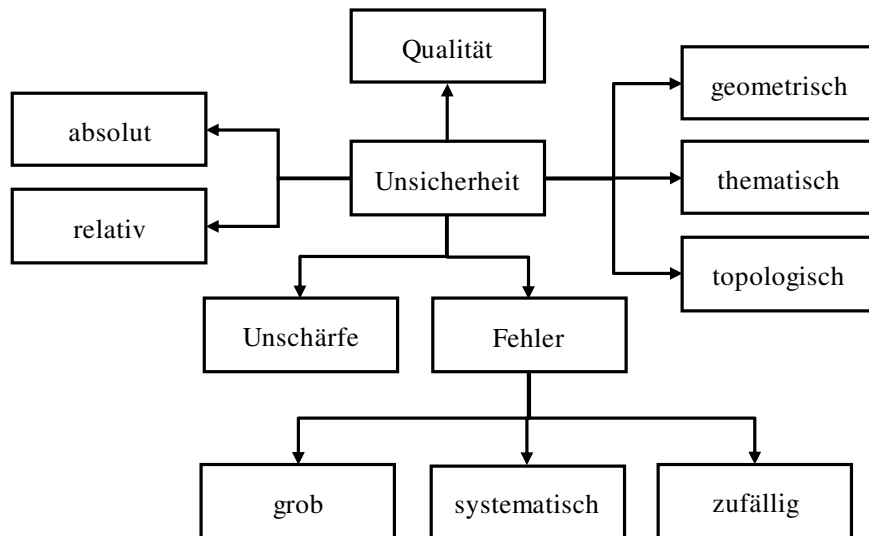 Qualität
geometrisch
absolut
Unsicherheit
thematisch
relativ
topologisch
Unschärfe
Fehler
grob
systematisch
zufällig